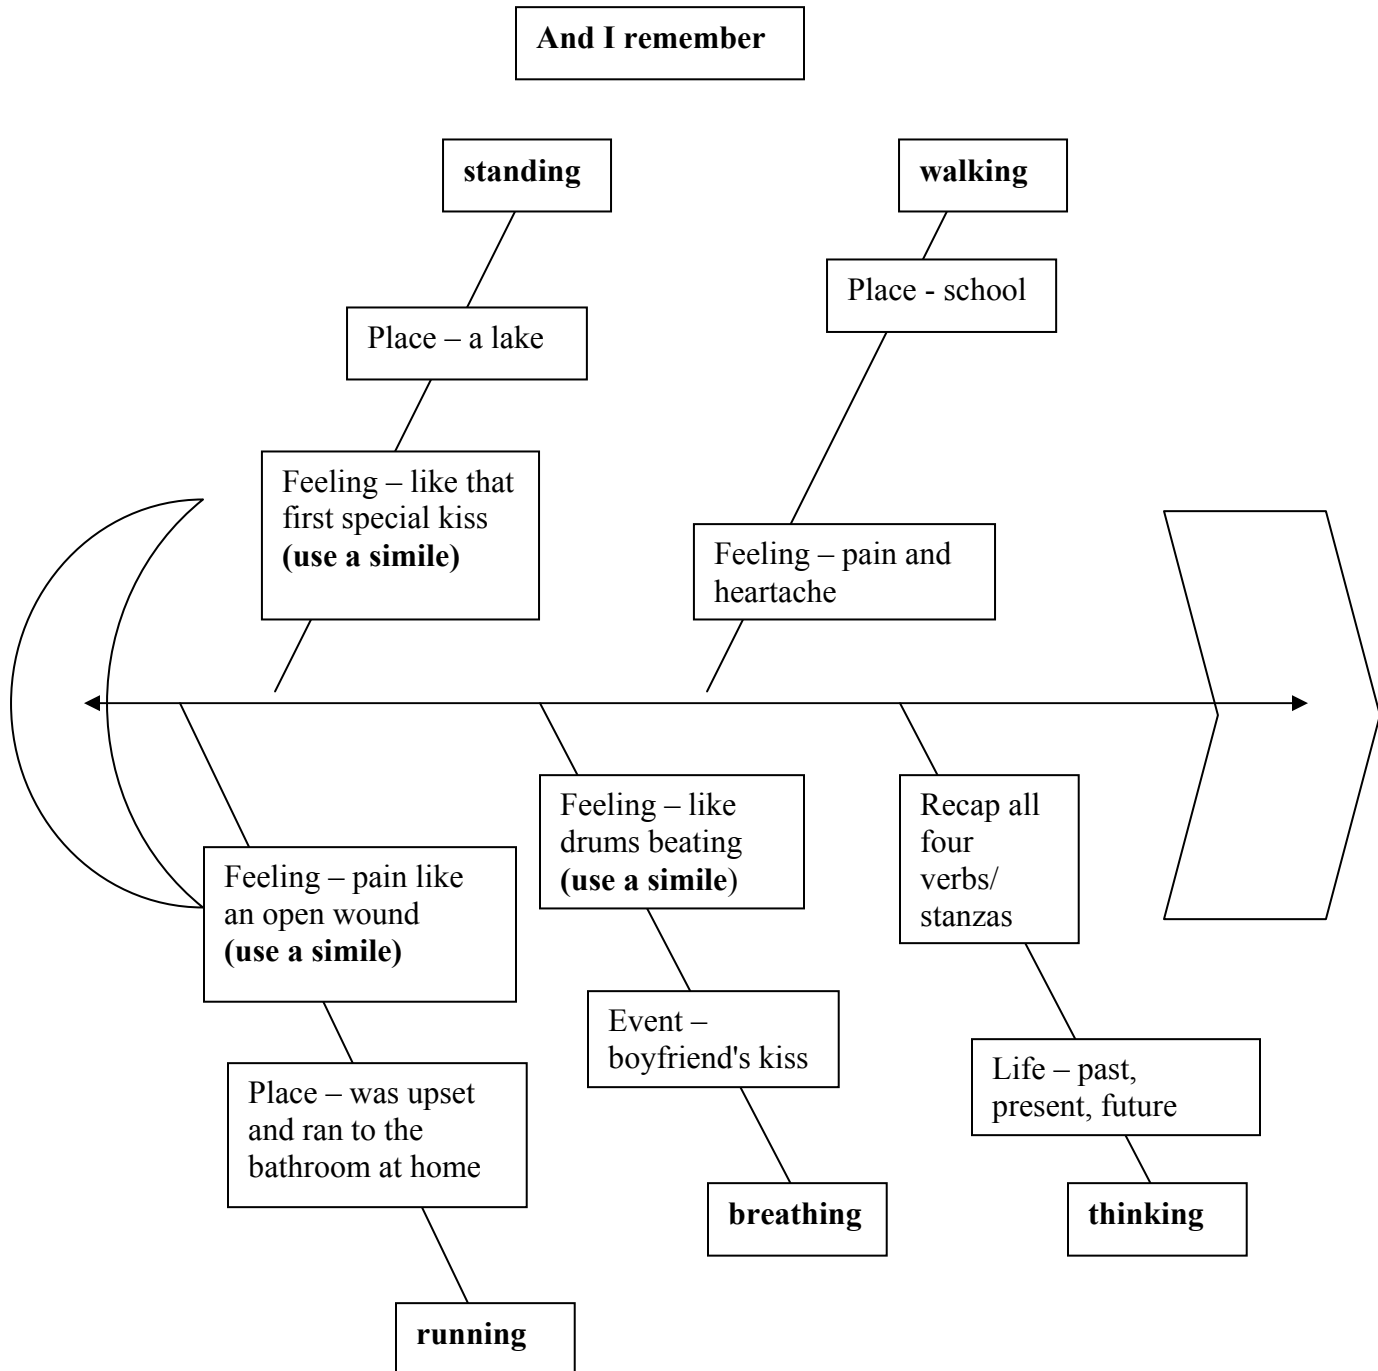 And I remember
standing
walking
Place - school
Place – a lake
Feeling – like that
first special kiss
(use a simile)
Feeling – pain and
heartache
Feeling – like
drums beating
(use a simile)
Recap all
four
verbs/
stanzas
Feeling – pain like
an open wound
(use a simile)
Event –
boyfriend's kiss
Life – past,
present, future
Place – was upset
and ran to the
bathroom at home
breathing
thinking
running